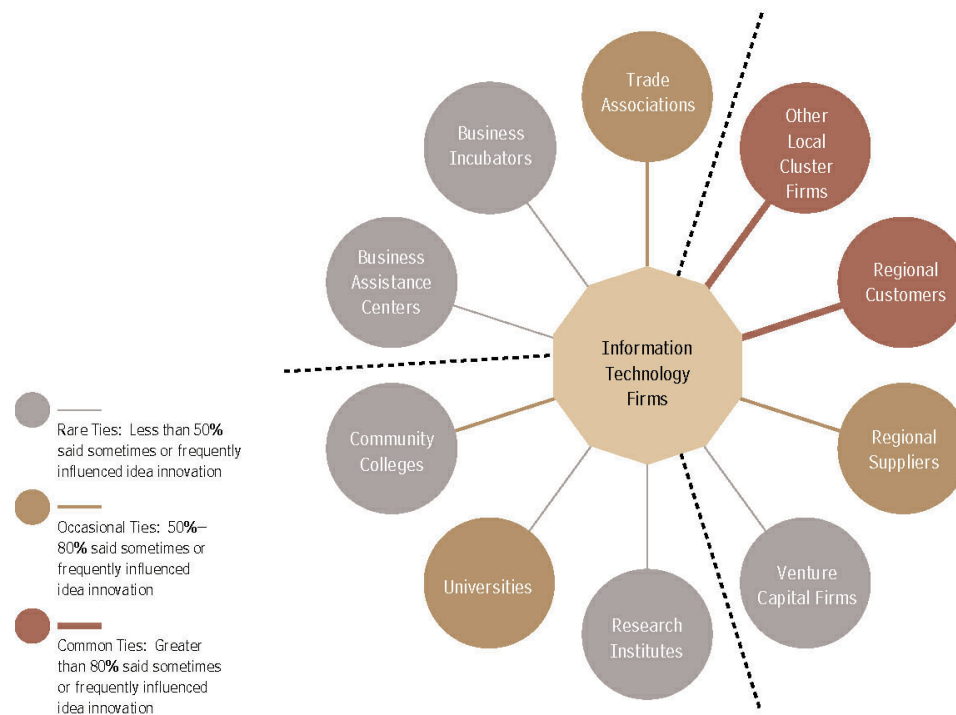 Trade
Associations
Other
Local
Cluster
Firms
Business
Incubators
Business
Assistance
Centers
Regional
Customers
Information
Technology
Firms
Community
Colleges
Regional
Suppliers
Universities
Research
Institutes
Venture
Capital Firms
Rare Ties: Less than 50%
said sometimes or frequently
influenced idea innovation
Occasional Ties: 50%–
80% said sometimes or
frequently influenced
idea innovation
Common Ties: Greater
than 80% said sometimes
or frequently influenced
idea innovation